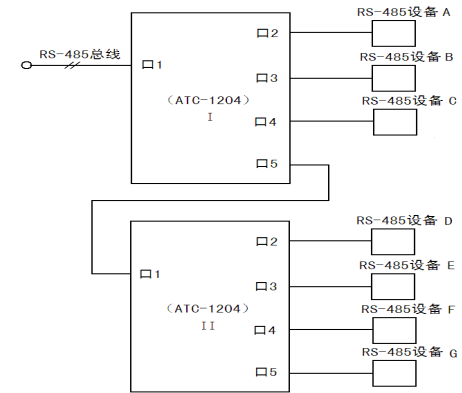 RS-485设备 A
口2
RS-485总线
口1
RS-485设备 B
口3
（ATC-1204）
I
RS-485设备 C
口4
口5
RS-485设备 D
口2
口1
RS-485设备 E
口3
（ATC-1204）
II
RS-485设备 F
口4
RS-485设备 G
口5